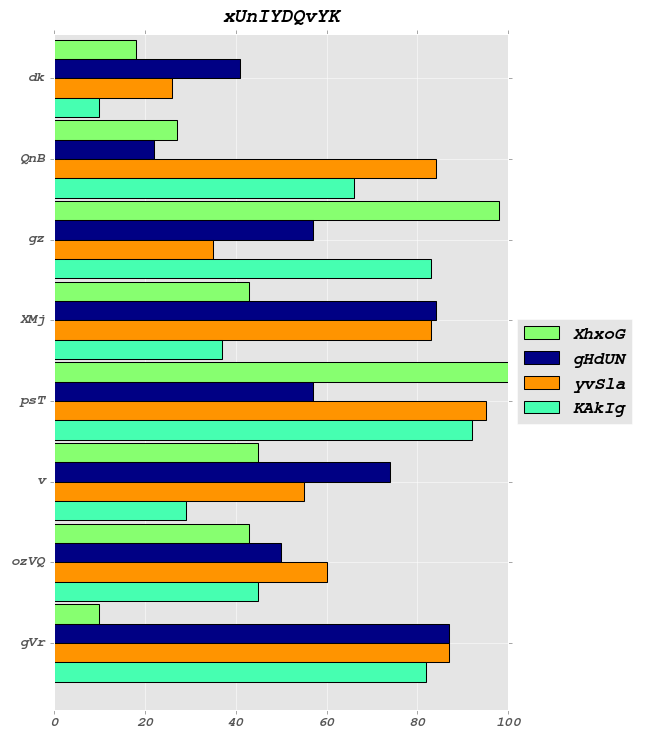 xUnIYDQvYK
dk
QnB
gz
XMj
psT
v
ozVQ
gVr
0 20 40 60 80 100
XhxoG
gHdUN
yvSla
KAkIg